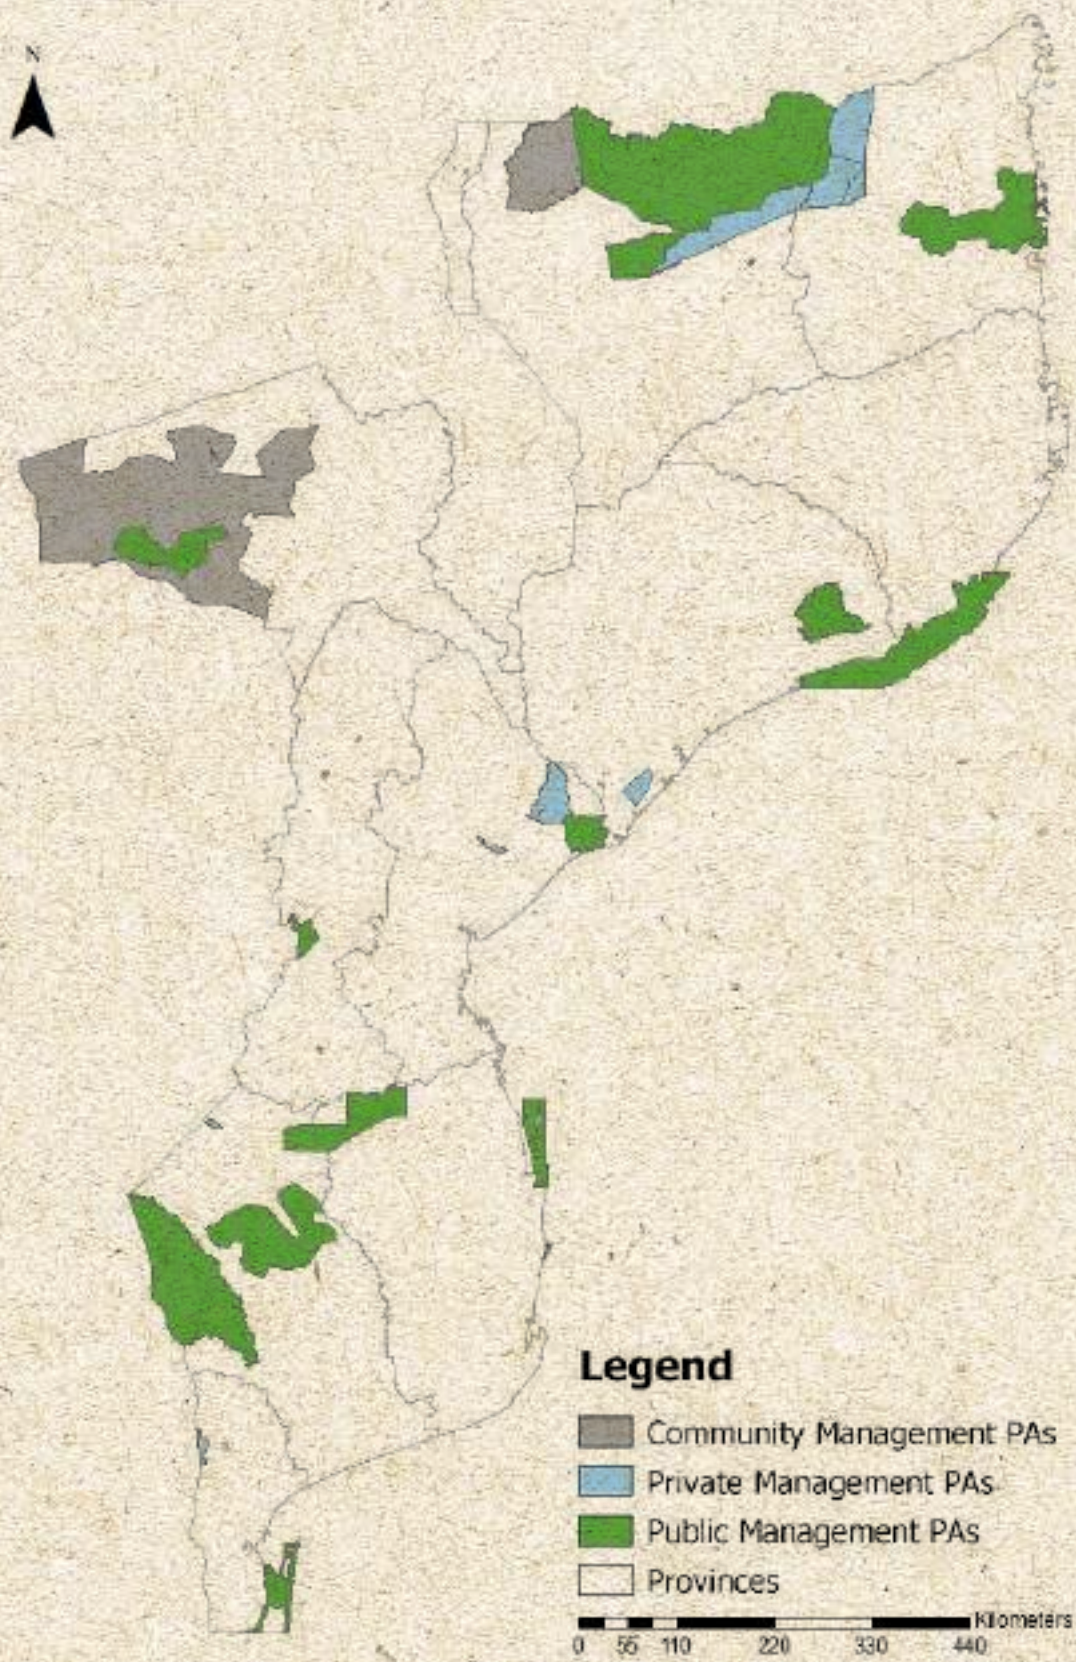 N
Legend
Community Management PAs
Private Management PAs
Public Management PAs
Provinces
Kilometers
0 55 110 220 330 440